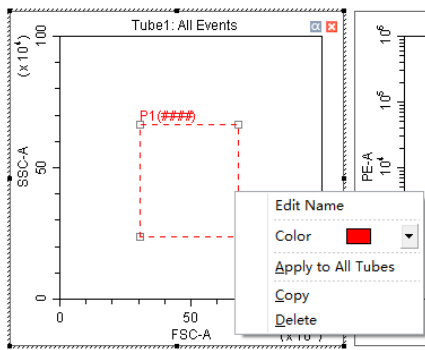 Tube1: All Events
100
(x 10⁴)
SSC-A
50
0
P1(####)
0
50
FSC-A
(x 10⁴)
10⁶
10⁵
10⁴
PE-A
Edit Name
Color
Apply to All Tubes
Copy
Delete